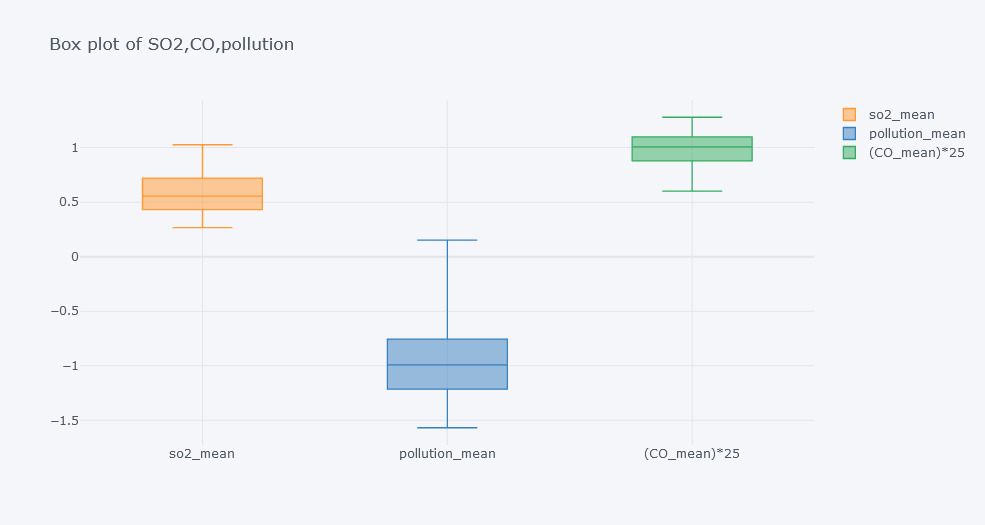 Box plot of SO2,CO,pollution
so2_mean
pollution_mean
(CO_mean)*25
1
0.5
0
−0.5
−1
−1.5
so2_mean
pollution_mean
(CO_mean)*25